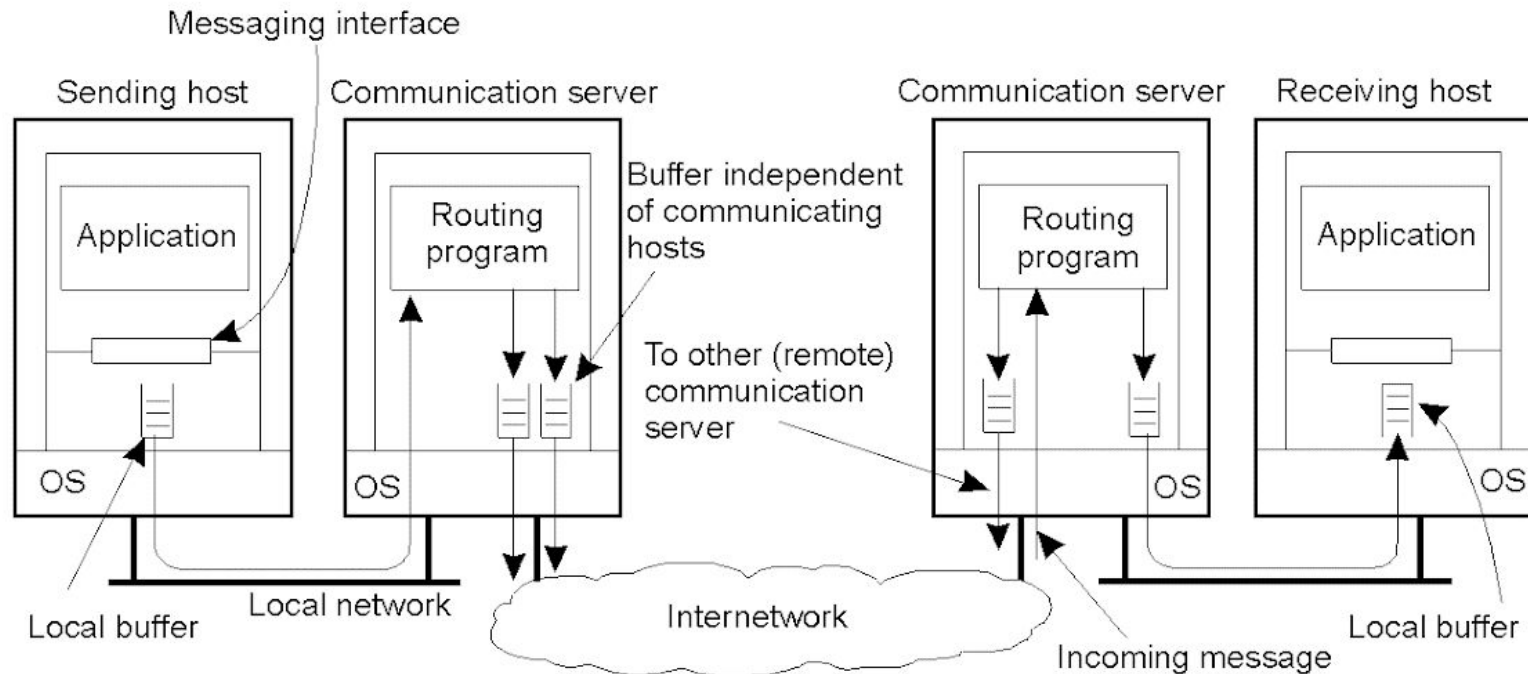 Messaging interface
Sending host
Communication server
Communication server
Receiving host
Application
Routing
program
Buffer independent
of communicating
hosts
Routing
program
Application
To other (remote)
communication
server
OS
OS
OS
OS
Local network
Local buffer
Internetwork
Incoming message
Local buffer